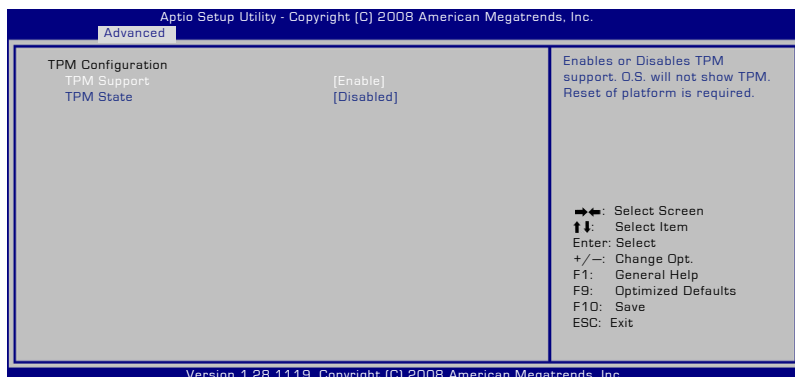 Aptio Setup Utility - Copyright (C) 2008 American Megatrends, Inc.
Advanced
TPM Configuration
TPM Support [Enable]
TPM State [Disabled]
Enables or Disables TPM
support. O.S. will not show TPM.
Reset of platform is required.
→←: Select Screen
↑↓: Select Item
Enter: Select
+/—: Change Opt.
F1: General Help
F9: Optimized Defaults
F10: Save
ESC: Exit
Version 1.28.1119. Copyright (C) 2008 American Megatrends, Inc.